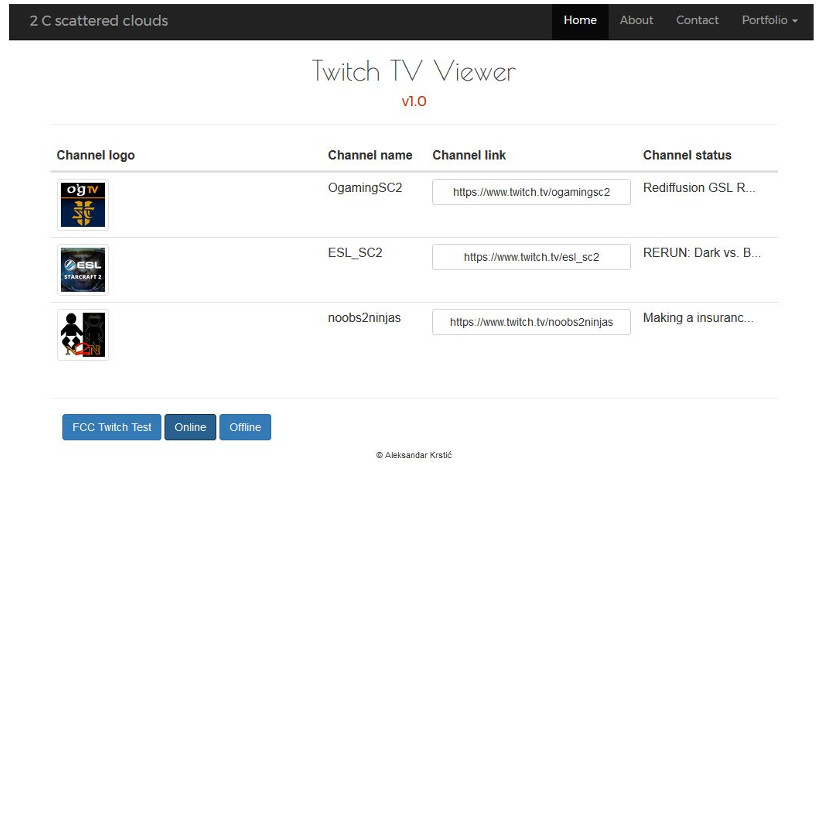 2 C scattered clouds Home About Contact Portfolio
Twitch TV Viewer
v1.0
Channel logo Channel name Channel link Channel status
O'G TV OgamingSC2 https://www.twitch.tv/ogamingsc2 Rediffusion GSL R...
ESL STARCRAFT 2 ESL_SC2 https://www.twitch.tv/esl_sc2 RERUN: Dark vs. B...
N2N noobs2ninjas https://www.twitch.tv/noobs2ninjas Making a insuranc...
FCC Twitch Test Online Offline
© Aleksandar Krstić